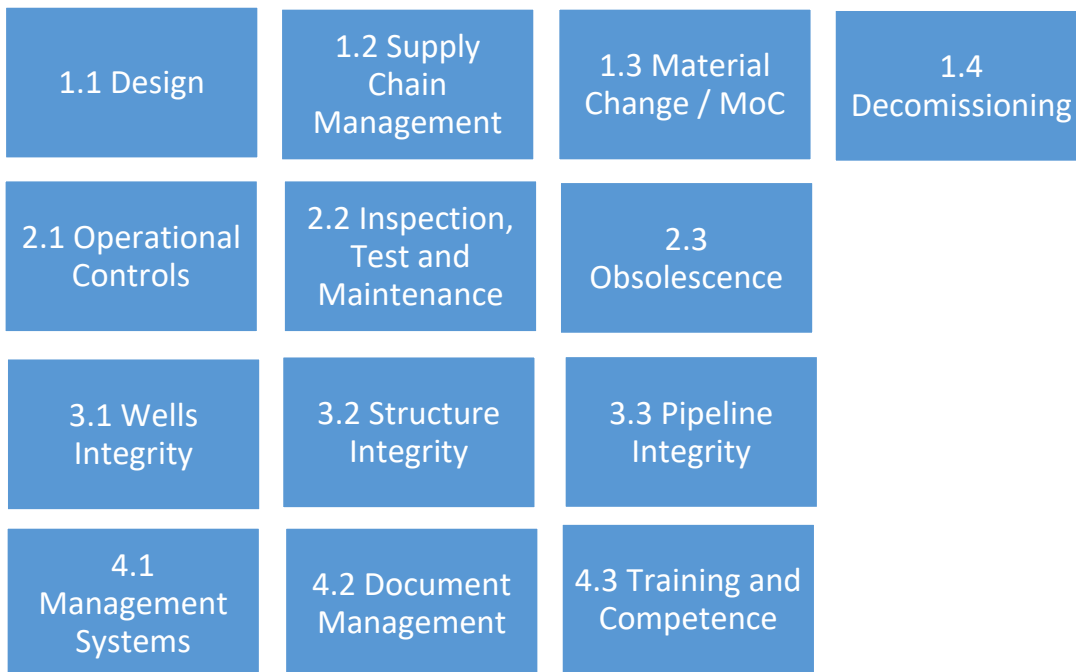 1.1 Design
1.2 Supply
Chain
Management
1.3 Material
Change / MoC
1.4
Decomissioning
2.1 Operational
Controls
2.2 Inspection,
Test and
Maintenance
2.3
Obsolescence
3.1 Wells
Integrity
3.2 Structure
Integrity
3.3 Pipeline
Integrity
4.1
Management
Systems
4.2 Document
Management
4.3 Training and
Competence